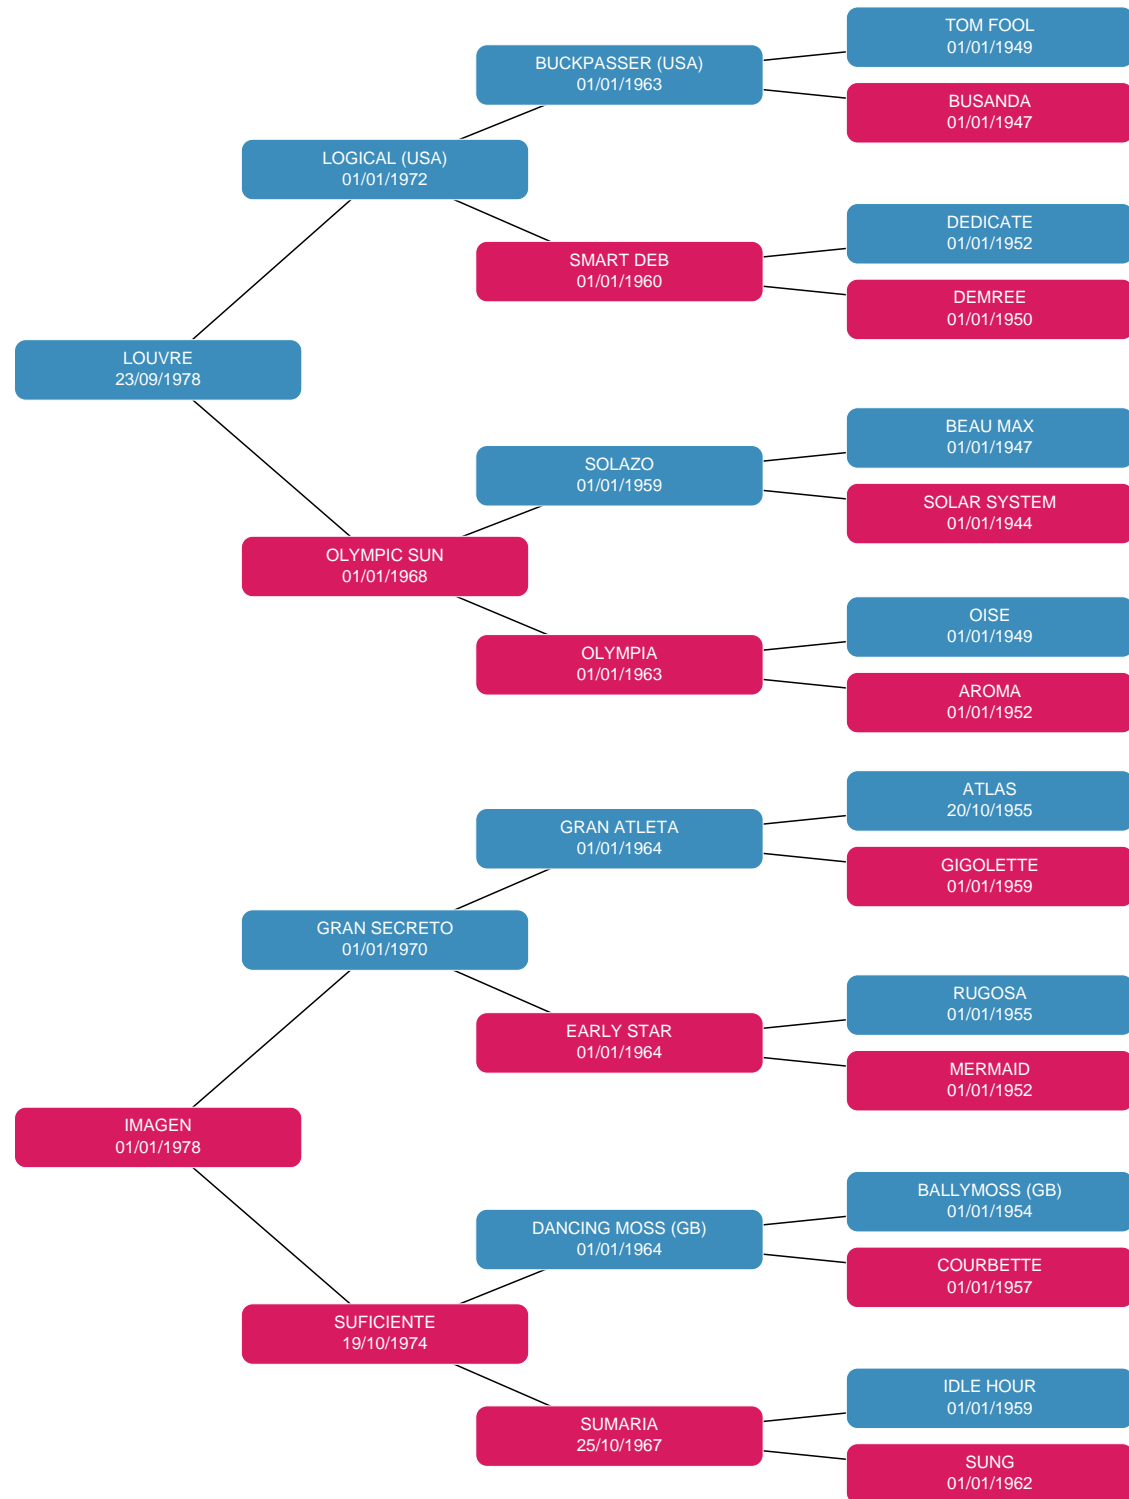 TOM FOOL
01/01/1949
BUCKPASSER (USA)
01/01/1963
BUSANDA
01/01/1947
LOGICAL (USA)
01/01/1972
DEDICATE
01/01/1952
SMART DEB
01/01/1960
DEMREE
01/01/1950
LOUVRE
23/09/1978
BEAU MAX
01/01/1947
SOLAZO
01/01/1959
SOLAR SYSTEM
01/01/1944
OLYMPIC SUN
01/01/1968
OISE
01/01/1949
OLYMPIA
01/01/1963
AROMA
01/01/1952
ATLAS
20/10/1955
GRAN ATLETA
01/01/1964
GIGOLETTE
01/01/1959
GRAN SECRETO
01/01/1970
RUGOSA
01/01/1955
EARLY STAR
01/01/1964
MERMAID
01/01/1952
IMAGEN
01/01/1978
BALLYMOSS (GB)
01/01/1954
DANCING MOSS (GB)
01/01/1964
COURBETTE
01/01/1957
SUFICIENTE
19/10/1974
IDLE HOUR
01/01/1959
SUMARIA
25/10/1967
SUNG
01/01/1962